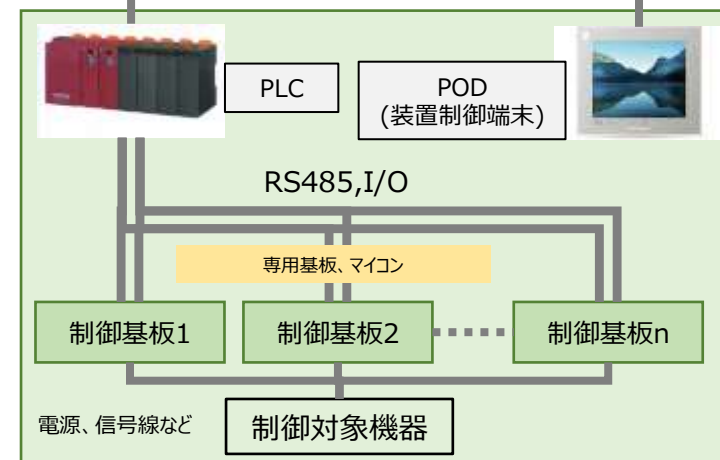 PLC
POD
(装置制御端末)
RS485,I/O
専用基板、マイコン
制御基板1
制御基板2
制御基板n
電源、信号線など
制御対象機器